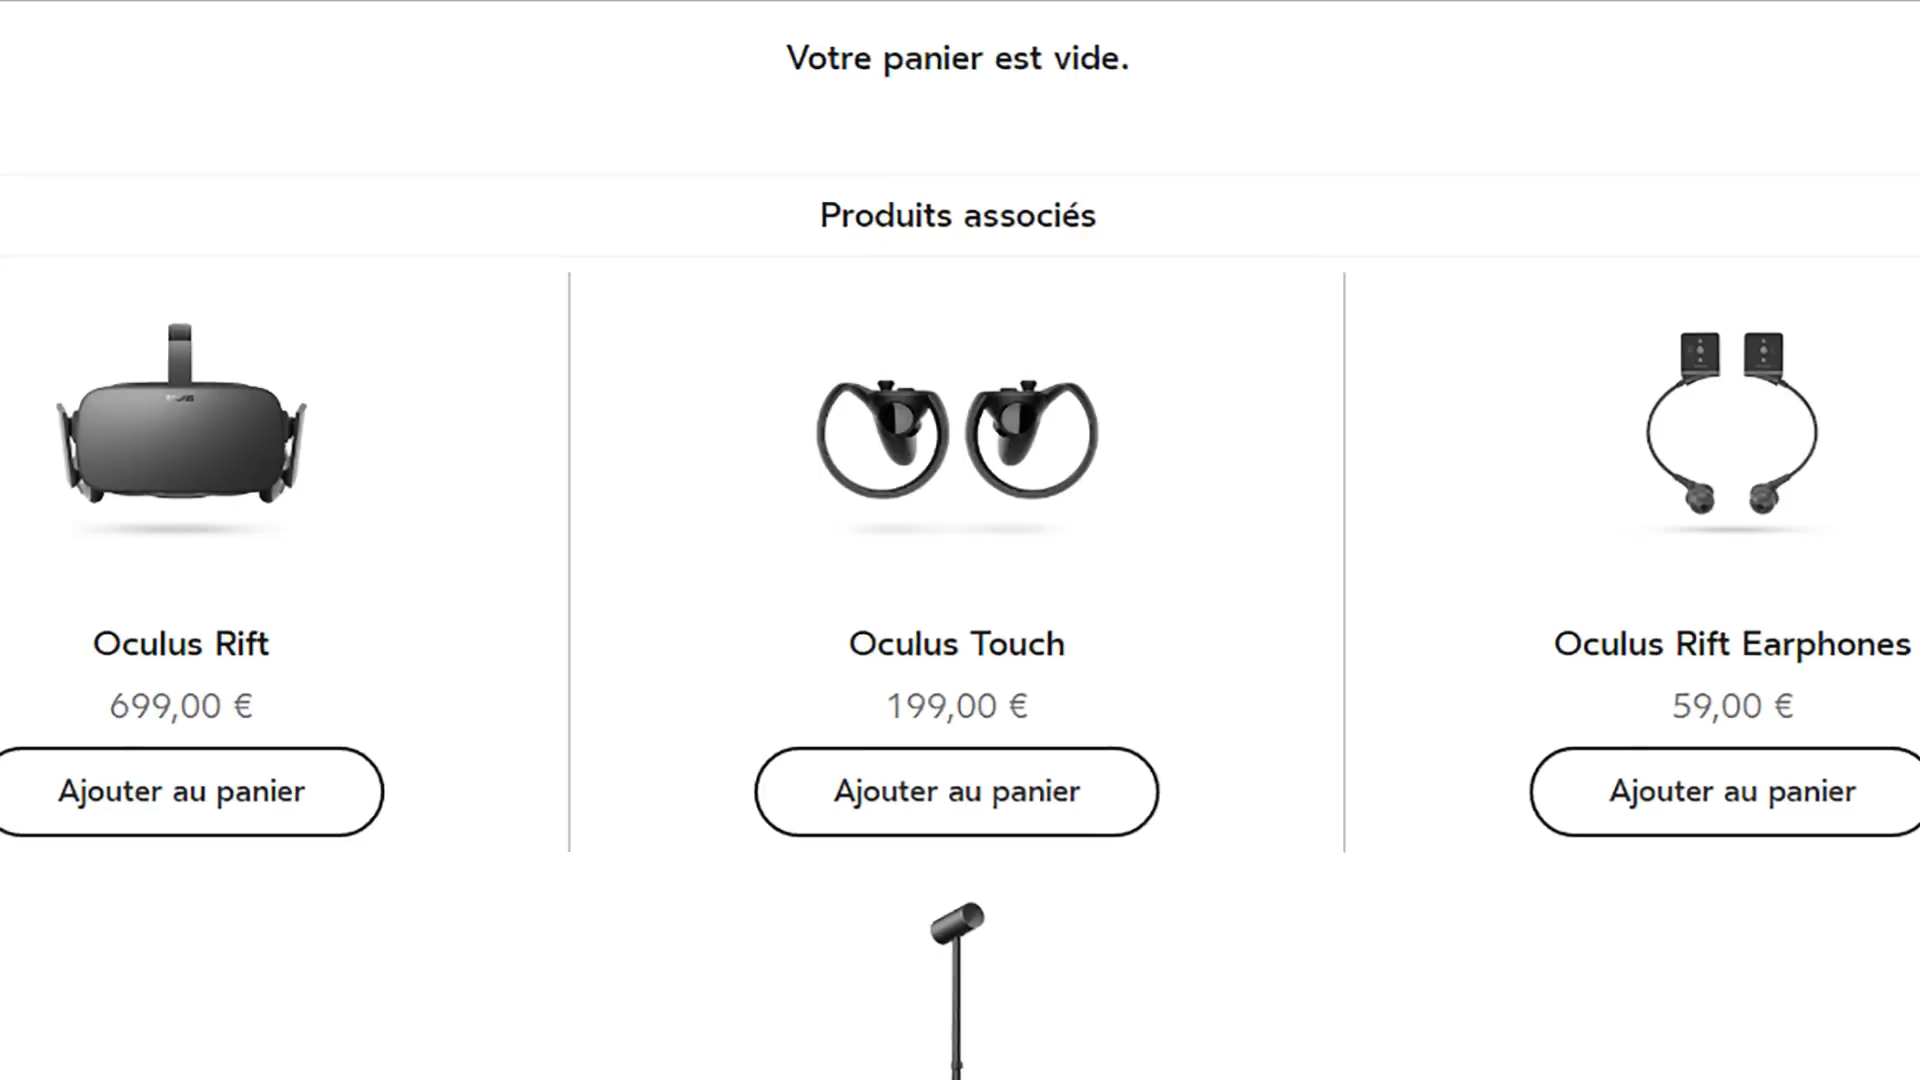 Votre panier est vide.
Produits associés
Oculus Rift
699,00 €
Ajouter au panier
Oculus Touch
199,00 €
Ajouter au panier
Oculus Rift Earphones
59,00 €
Ajouter au panier